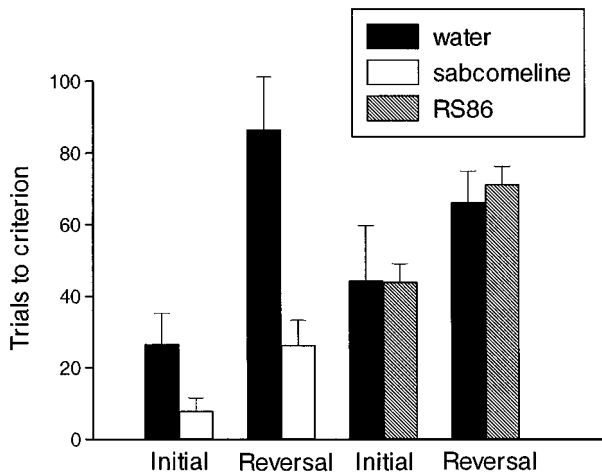 water
sabcomeline
RS86
Trials to criterion
100
80
60
40
20
0
Initial Reversal Initial Reversal